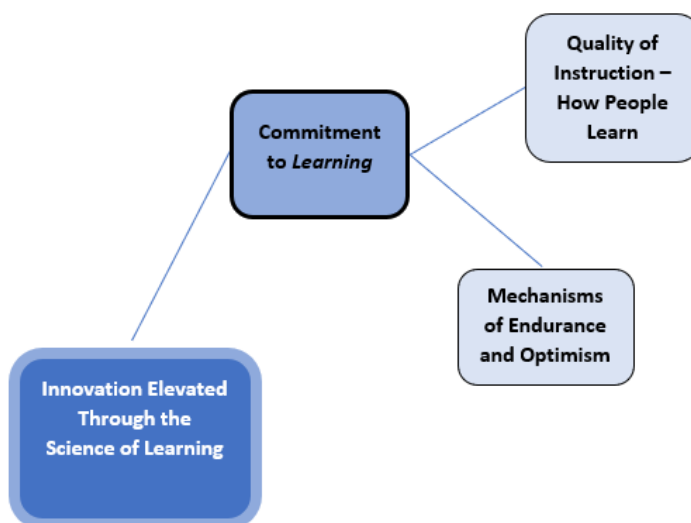 Quality of
Instruction –
How People
Learn
Commitment
to Learning
Mechanisms
of Endurance
and Optimism
Innovation Elevated
Through the
Science of Learning